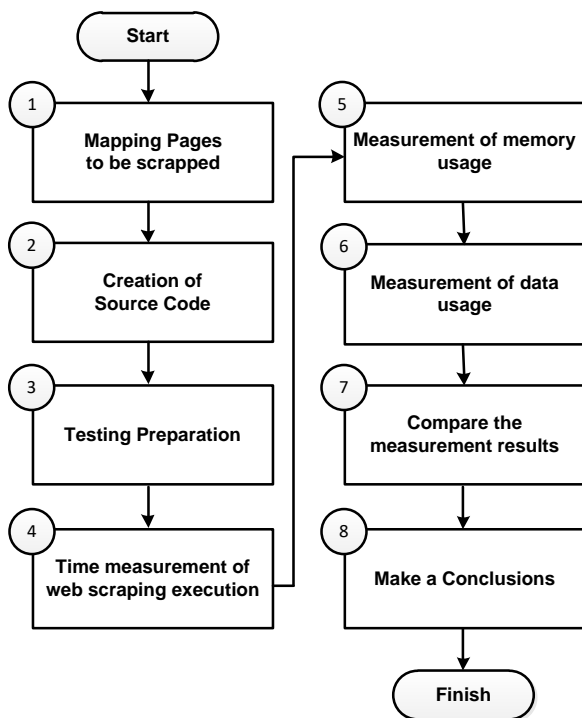 Start
1
Mapping Pages
to be scrapped
2
Creation of
Source Code
3
Testing Preparation
4
Time measurement of
web scraping execution
5
Measurement of memory
usage
6
Measurement of data
usage
7
Compare the
measurement results
8
Make a Conclusions
Finish